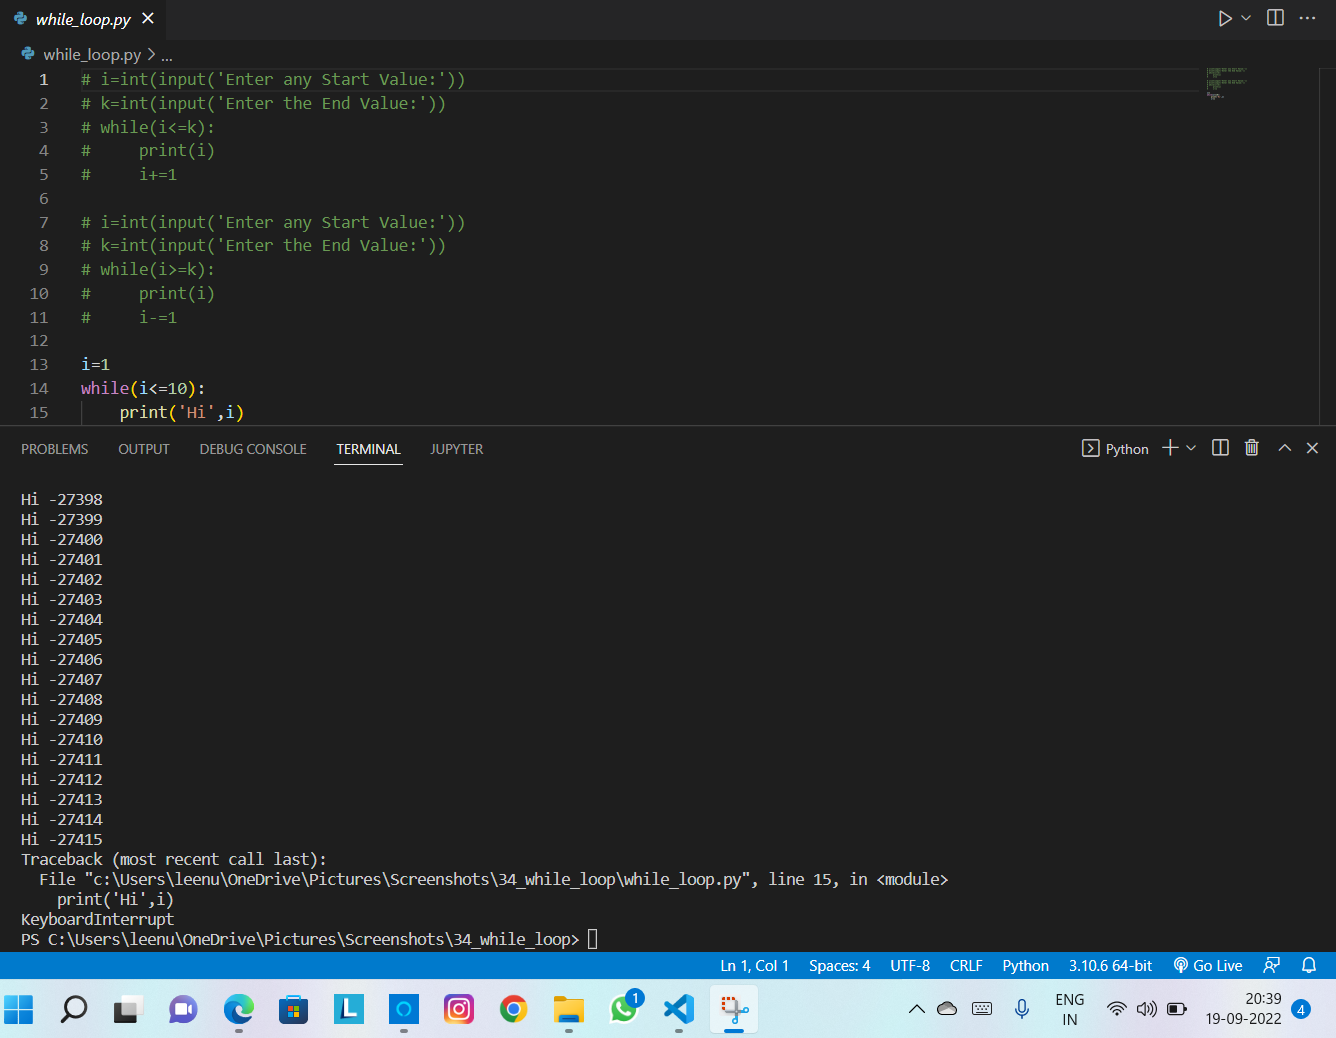 while_loop.py
while_loop.py > ...
1 # i=int(input('Enter any Start Value:'))
2 # k=int(input('Enter the End Value:'))
3 # while(i<=k):
4 #     print(i)
5 #     i+=1
6
7 # i=int(input('Enter any Start Value:'))
8 # k=int(input('Enter the End Value:'))
9 # while(i>=k):
10 #     print(i)
11 #     i-=1
12
13 i=1
14 while(i<=10):
15     print('Hi',i)
PROBLEMS OUTPUT DEBUG CONSOLE TERMINAL JUPYTER Python
Hi -27398
Hi -27399
Hi -27400
Hi -27401
Hi -27402
Hi -27403
Hi -27404
Hi -27405
Hi -27406
Hi -27407
Hi -27408
Hi -27409
Hi -27410
Hi -27411
Hi -27412
Hi -27413
Hi -27414
Hi -27415
Traceback (most recent call last):
  File "c:\Users\leenu\OneDrive\Pictures\Screenshots\34_while_loop\while_loop.py", line 15, in <module>
    print('Hi',i)
KeyboardInterrupt
PS C:\Users\leenu\OneDrive\Pictures\Screenshots\34_while_loop>
Ln 1, Col 1 Spaces: 4 UTF-8 CRLF Python 3.10.6 64-bit Go Live
L 1 ENG 20:39
IN 19-09-2022 4